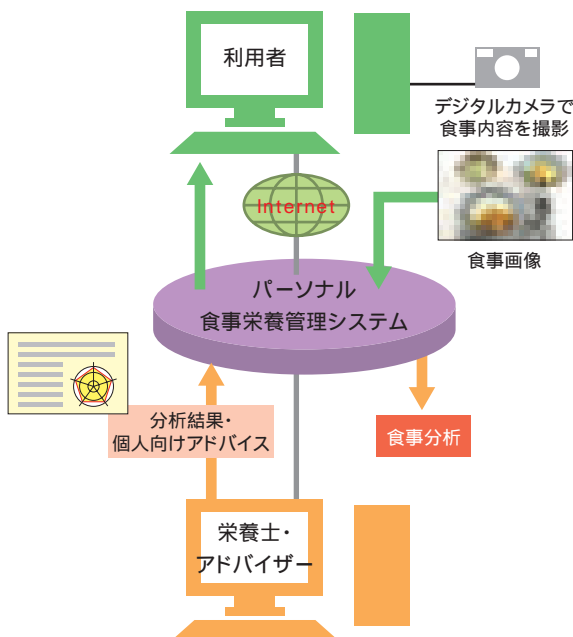 利用者
デジタルカメラで
食事内容を撮影
Internet
食事画像
パーソナル
食事栄養管理システム
分析結果・
個人向けアドバイス
食事分析
栄養士・
アドバイザー